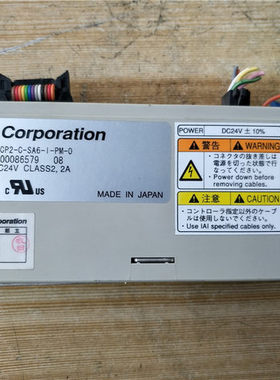 Corporation
CP2-C-SA6-I-PM-0
00086579 08
C24V CLASS2, 2A
c UL US
MADE IN JAPAN
POWER DC24V ± 10%
警告 WARNING
・コネクタの抜き差しは
電源を切った状態で行
なってください。
・Power down before
removing cables.
注意 CAUTION
・コントローラ指定以外のケーブ
ルは使用しないでください。
・Use IAI specified cables only.
orporation